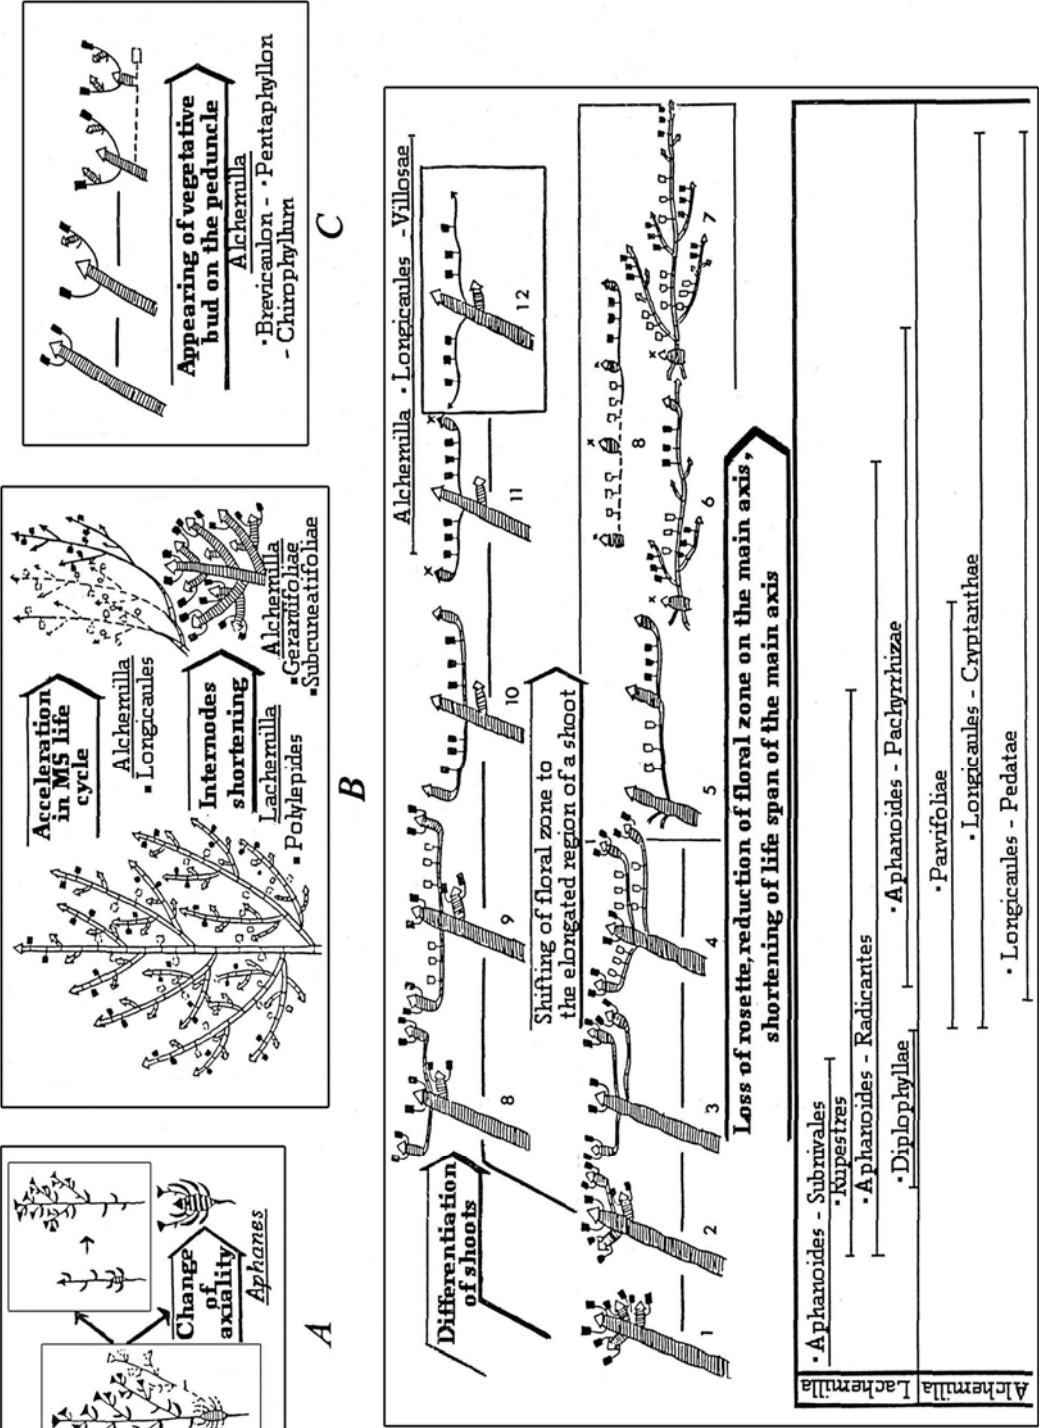 Change
of
axiality
Aphanes
A
Acceleration
in MS life
cycle
Alchemilla
▪ Longicaules
Internodes
shortening
Lachemilla
▪ Polylepides
Alchemilla
▪ Geraniifoliae
▪ Subcuneatifoliae
B
Appearing of vegetative
bud on the peduncle
Alchemilla
▪ Brevicaulon - ▪ Pentaphyllon
- Chirophyllum
C
Differentiation
of shoots
Alchemilla ▪ Longicaules - Villosae
8
9
10
11
12
Shifting of floral zone to
the elongated region of a shoot
1
2
3
4
5
6
7
8
Loss of rosette, reduction of floral zone on the main axis,
shortening of life span of the main axis
Lachemilla
▪ Aphanoides - Subnivales
▪ Rupestres
▪ Aphanoides - Radicantes
▪ Aphanoides - Pachyrrhizae
▪ Diplophyllae
Alchemilla
▪ Parvifoliae
▪ Longicaules - Cryptanthae
▪ Longicaules - Pedatae